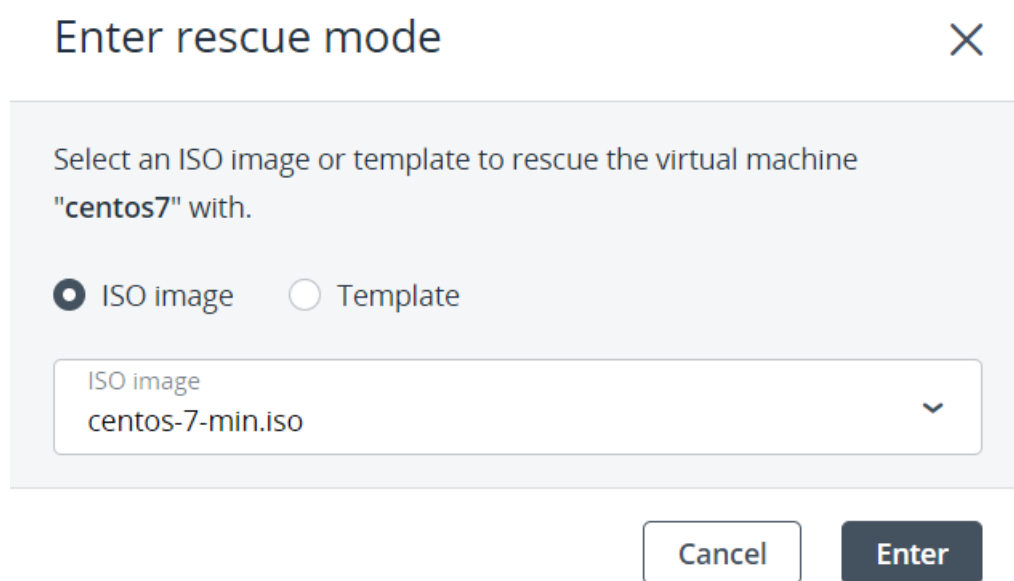 Enter rescue mode
Select an ISO image or template to rescue the virtual machine
"centos7" with.
ISO image
Template
ISO image
centos-7-min.iso
Cancel
Enter